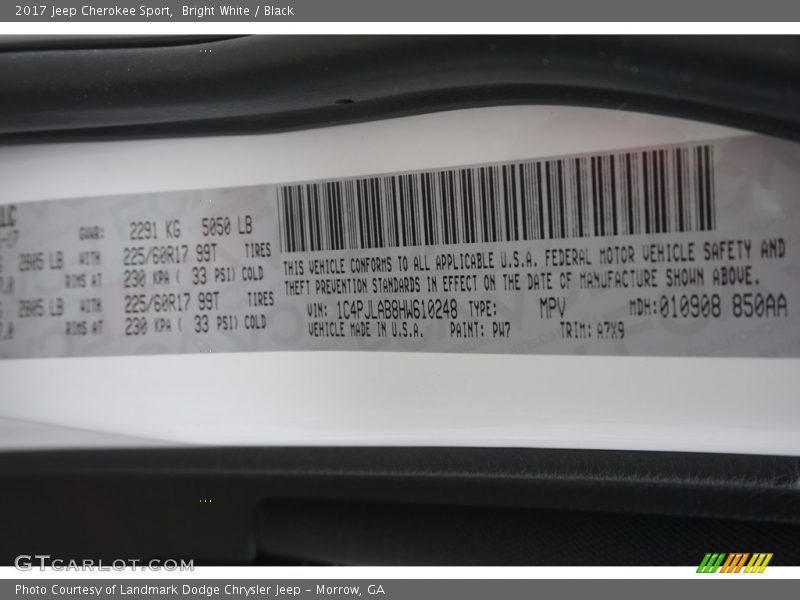 2017 Jeep Cherokee Sport, Bright White / Black
LLC
GVWR: 2291 KG 5050 LB
2805 LB WITH 225/60R17 99T TIRES
RIMS AT 230 KPA ( 33 PSI) COLD
2805 LB WITH 225/60R17 99T TIRES
RIMS AT 230 KPA ( 33 PSI) COLD
THIS VEHICLE CONFORMS TO ALL APPLICABLE U.S.A. FEDERAL MOTOR VEHICLE SAFETY AND
THEFT PREVENTION STANDARDS IN EFFECT ON THE DATE OF MANUFACTURE SHOWN ABOVE.
VIN: 1C4PJLAB8HW610248 TYPE: MPV MDH: 010908 850AA
VEHICLE MADE IN U.S.A. PAINT: PW7 TRIM: A7X9
GTCARLOT.COM
Photo Courtesy of Landmark Dodge Chrysler Jeep - Morrow, GA